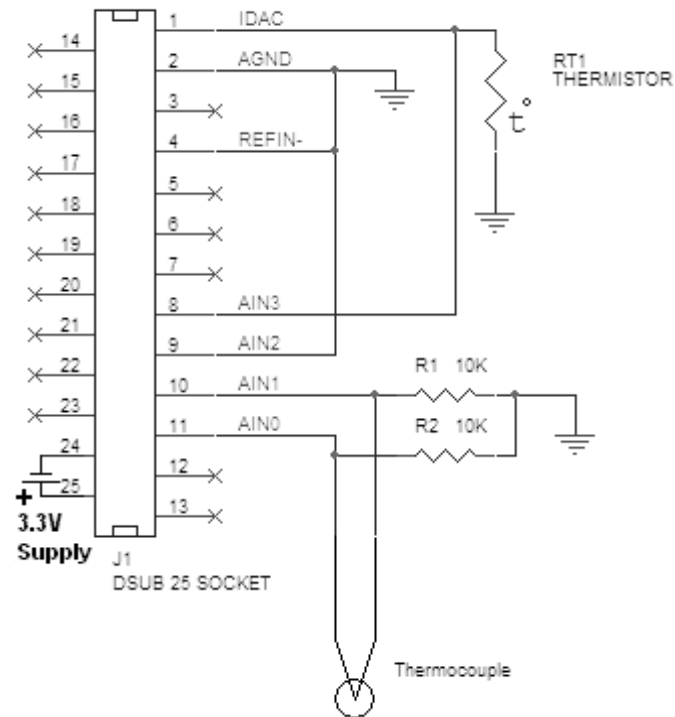 1 IDAC
14
2 AGND
15
3
16
4 REFIN-
17
5
18
6
19
7
20
8 AIN3
21
9 AIN2
22
10 AIN1
23
11 AIN0
24
12
25
13
+
3.3V
Supply
J1
DSUB 25 SOCKET
RT1
THERMISTOR
t°
R1 10K
R2 10K
Thermocouple